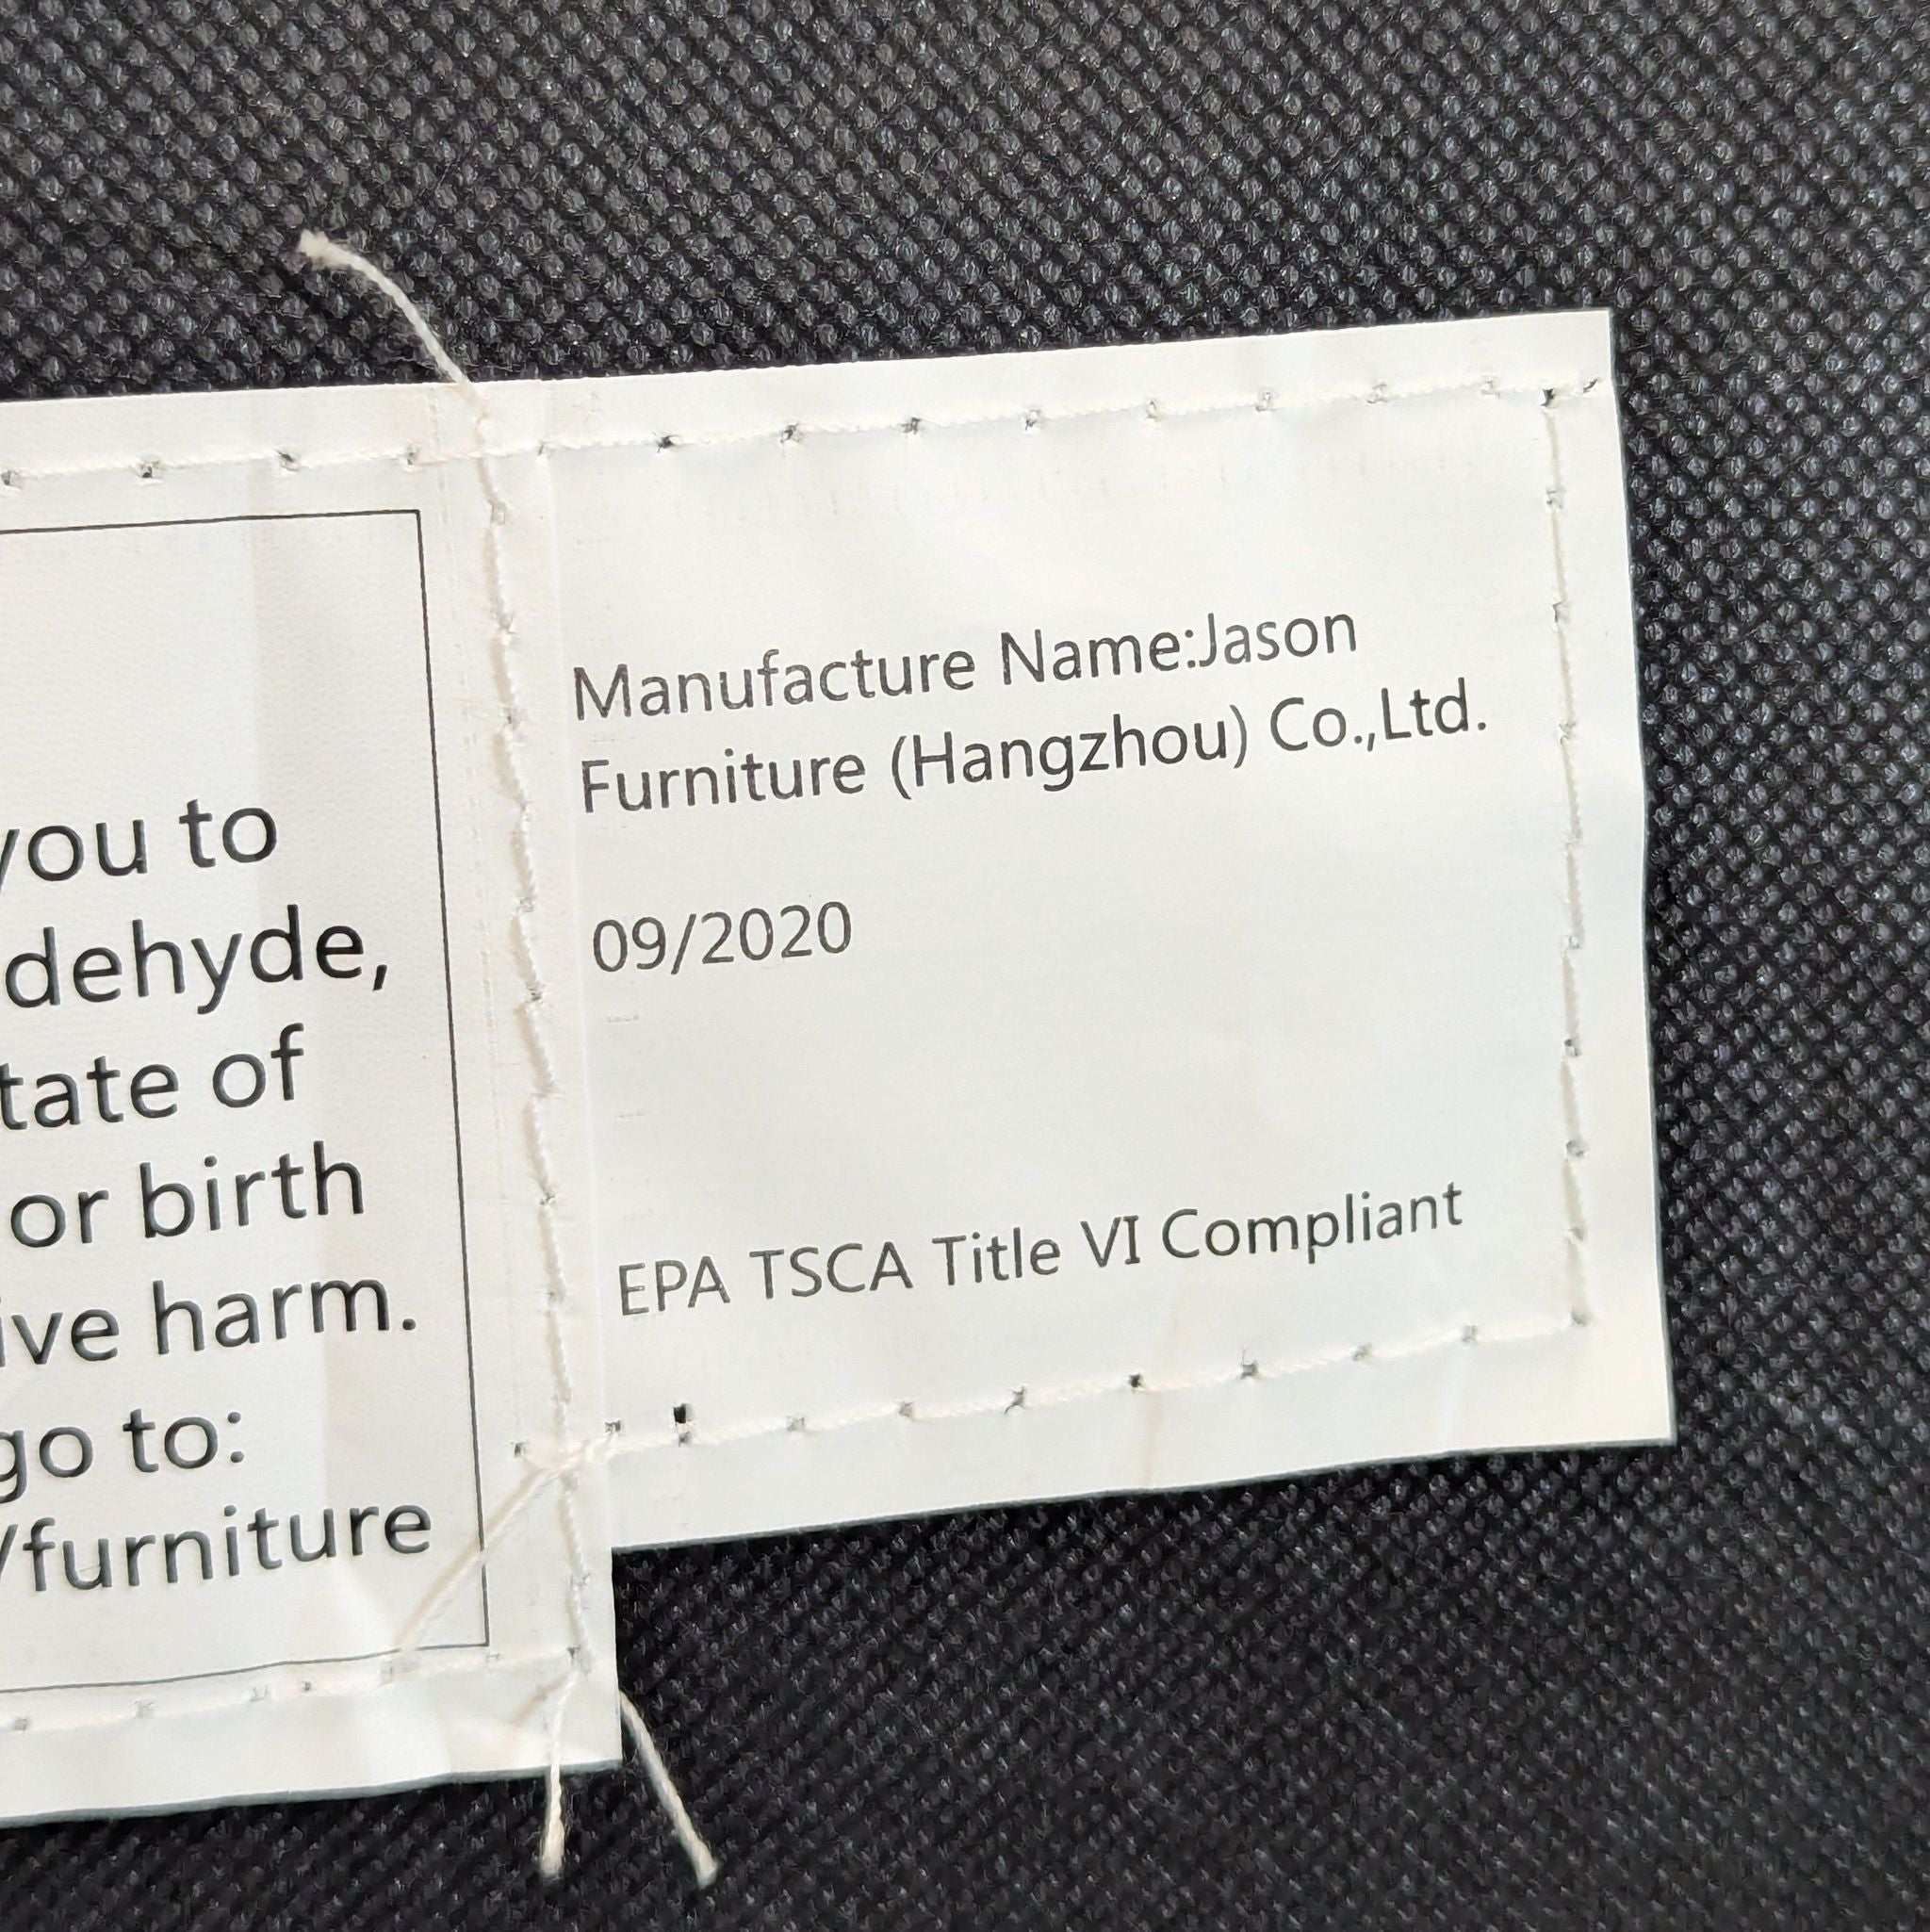 you to
dehyde,
tate of
or birth
ive harm.
go to:
/furniture
Manufacture Name:Jason
Furniture (Hangzhou) Co.,Ltd.
09/2020
EPA TSCA Title VI Compliant